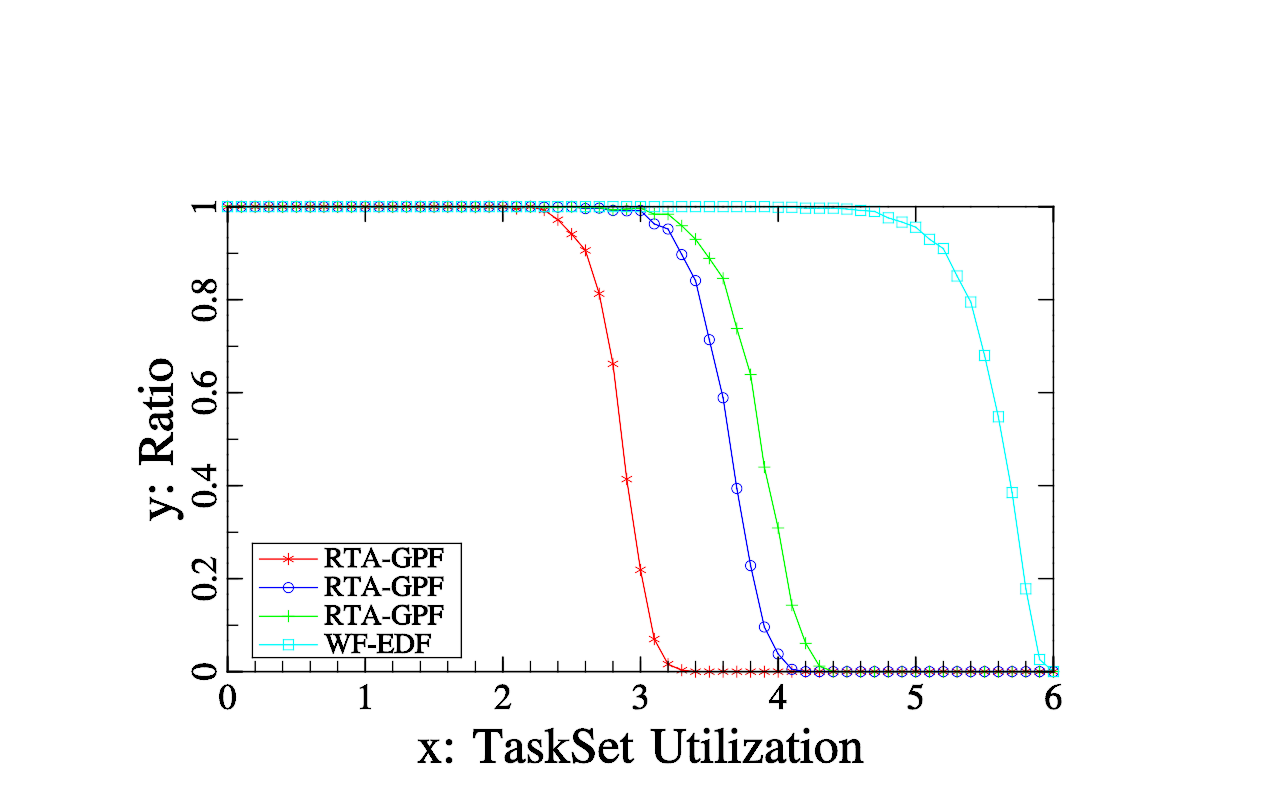 1
0.8
0.6
0.4
0.2
0
y: Ratio
RTA-GPF
RTA-GPF
RTA-GPF
WF-EDF
0 1 2 3 4 5 6
x: TaskSet Utilization